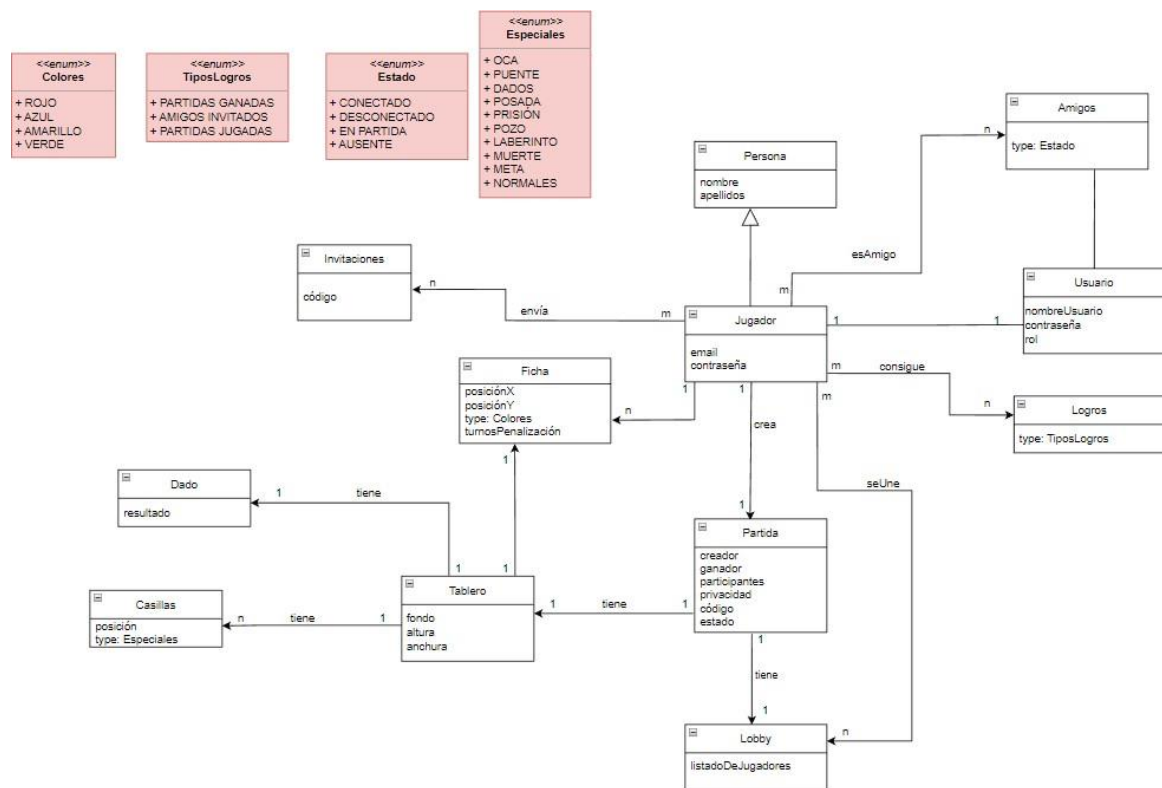 <<enum>>
Colores
+ ROJO
+ AZUL
+ AMARILLO
+ VERDE
<<enum>>
TiposLogros
+ PARTIDAS GANADAS
+ AMIGOS INVITADOS
+ PARTIDAS JUGADAS
<<enum>>
Estado
+ CONECTADO
+ DESCONECTADO
+ EN PARTIDA
+ AUSENTE
<<enum>>
Especiales
+ OCA
+ PUENTE
+ DADOS
+ POSADA
+ PRISIÓN
+ POZO
+ LABERINTO
+ MUERTE
+ META
+ NORMALES
Amigos
type: Estado
n
Persona
nombre
apellidos
esAmigo
m
Invitaciones
código
n
envía
m
Usuario
nombreUsuario
contraseña
rol
Jugador
email
contraseña
1
1
m
consigue
n
Logros
type: TiposLogros
Ficha
posiciónX
posiciónY
type: Colores
turnosPenalización
1
n
1
crea
1
m
seUne
n
1
1
Dado
resultado
1
tiene
1
Partida
creador
ganador
participantes
privacidad
código
estado
Tablero
fondo
altura
anchura
1
tiene
1
Casillas
posición
type: Especiales
n
tiene
1
1
tiene
1
Lobby
listadoDeJugadores